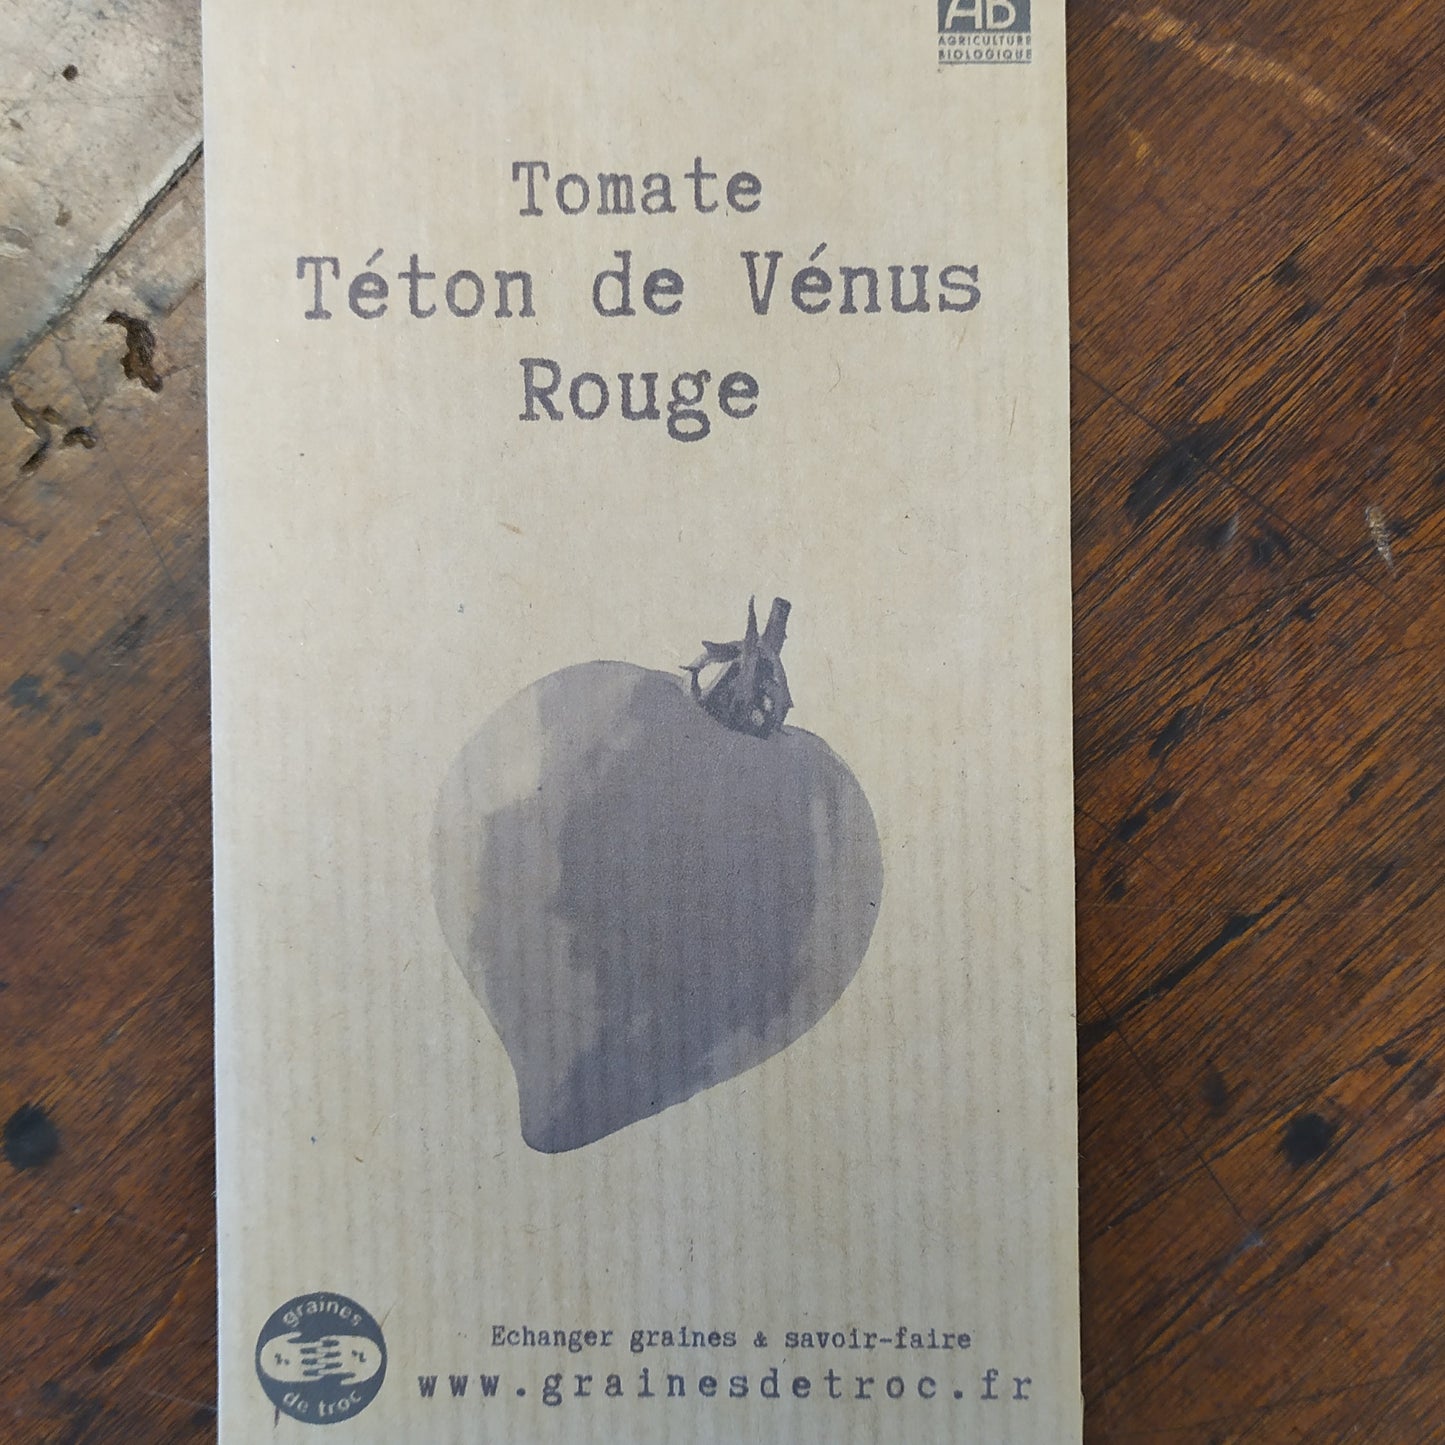 AB
AGRICULTURE
BIOLOGIQUE
Tomate
Téton de Vénus
Rouge
graines
de troc
Echanger graines & savoir-faire
www.grainesdetroc.fr